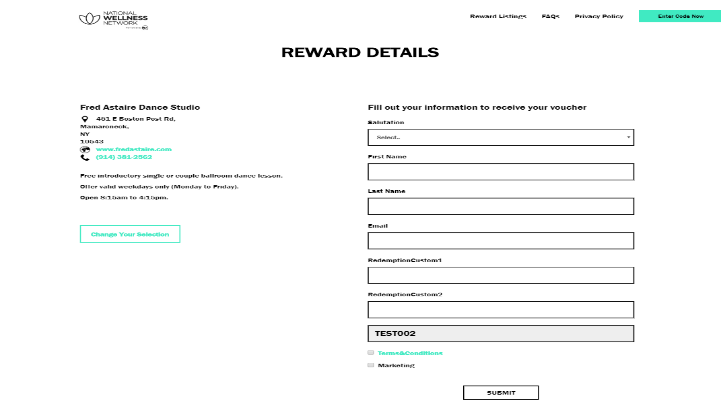 NATIONAL
WELLNESS
NETWORK
Reward Listings
FAQs
Privacy Policy
Enter Code Now
REWARD DETAILS
Fred Astaire Dance Studio
451 E Boston Post Rd,
Mamaroneck,
NY
10543
www.fredastaire.com
(914) 381-2563
Free introductory single or couple ballroom dance lesson.
Offer valid weekdays only (Monday to Friday).
Open 8:15am to 4:15pm.
Change Your Selection
Fill out your information to receive your voucher
Salutation
Select..
First Name
Last Name
Email
RedemptionCustom1
RedemptionCustom2
TEST002
Terms&Conditions
Marketing
SUBMIT